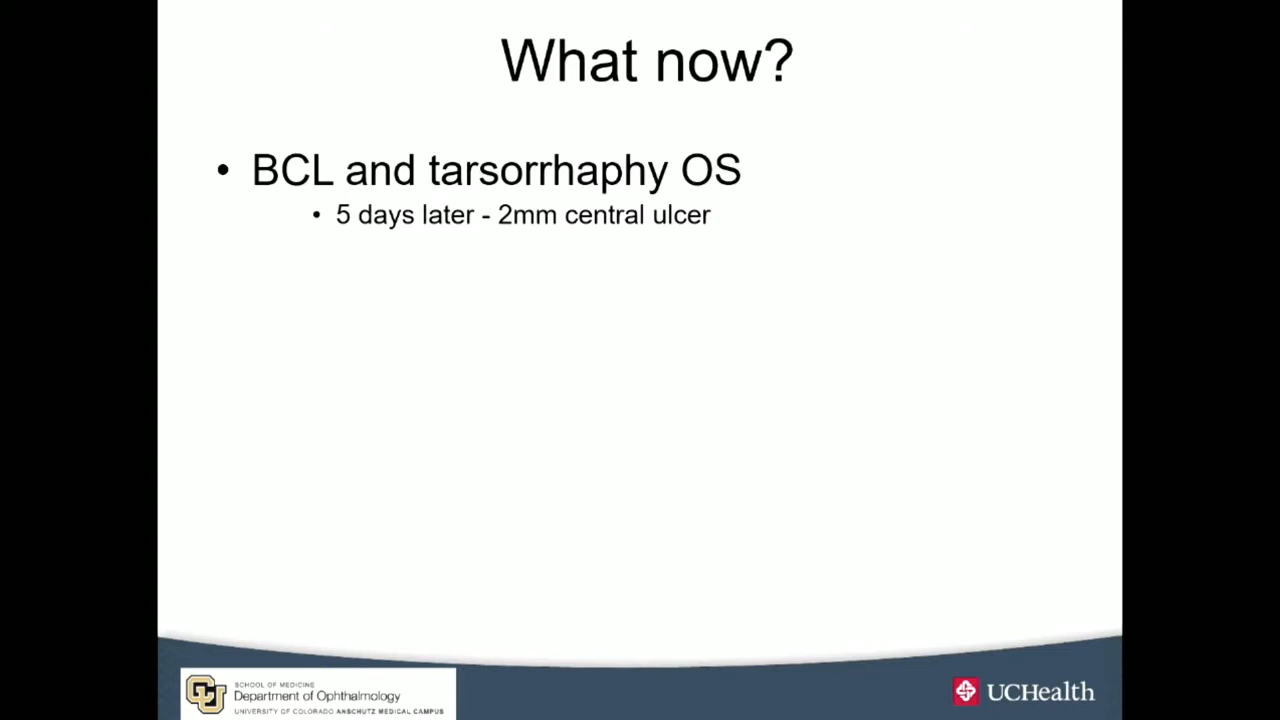 What now?
• BCL and tarsorrhaphy OS
• 5 days later - 2mm central ulcer
SCHOOL OF MEDICINE
Department of Ophthalmology
UNIVERSITY OF COLORADO ANSCHUTZ MEDICAL CAMPUS
UCHealth